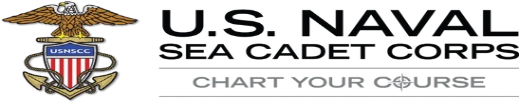 U.S. NAVAL
SEA CADET CORPS
USNSCC
CHART YOUR COURSE